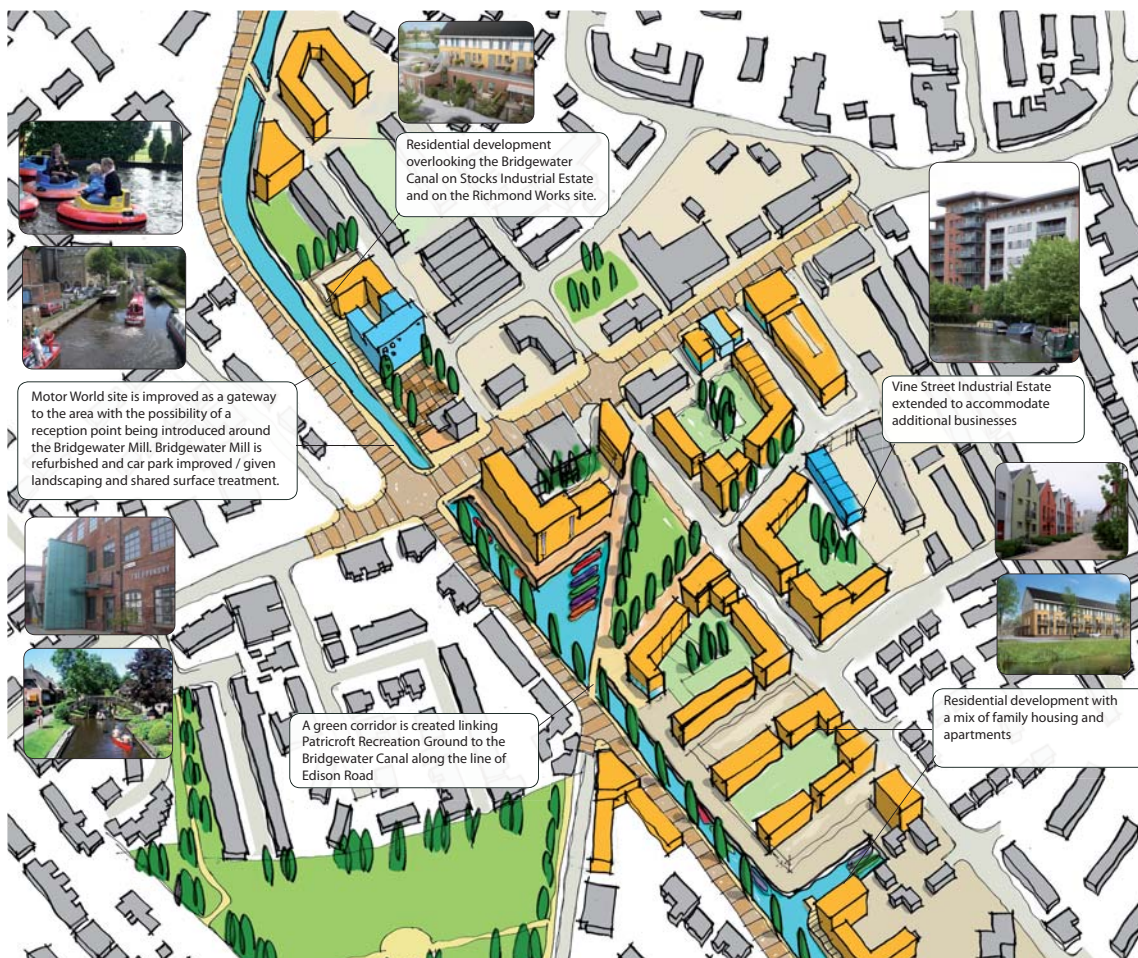 Residential development
overlooking the Bridgewater
Canal on Stocks Industrial Estate
and on the Richmond Works site.
Motor World site is improved as a gateway
to the area with the possibility of a
reception point being introduced around
the Bridgewater Mill. Bridgewater Mill is
refurbished and car park improved / given
landscaping and shared surface treatment.
Vine Street Industrial Estate
extended to accommodate
additional businesses
A green corridor is created linking
Patricroft Recreation Ground to the
Bridgewater Canal along the line of
Edison Road
Residential development with
a mix of family housing and
apartments